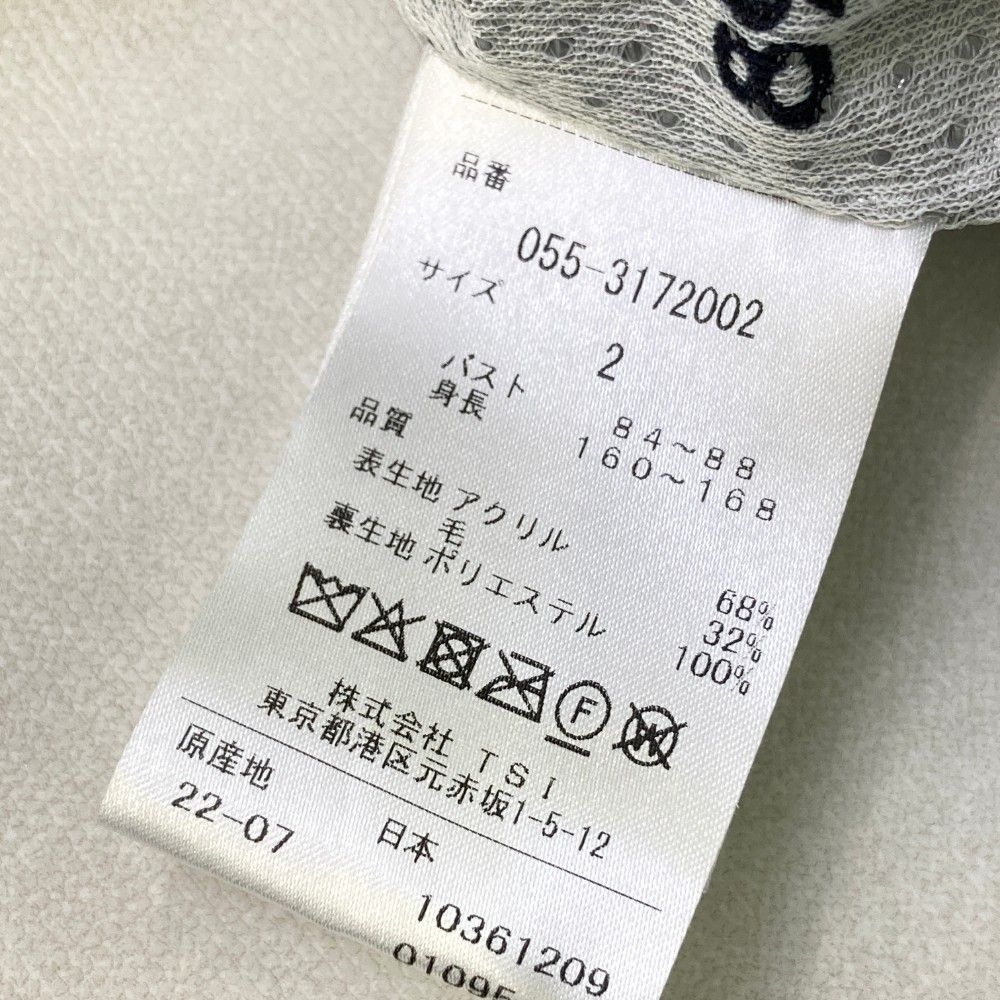 品番
055-3172002
サイズ 2
バスト 84～88
身長 160～168
品質
表生地 アクリル 68%
毛 32%
裏生地 ポリエステル 100%
F W
株式会社 TSI
東京都港区元赤坂1-5-12
原産地 日本
22-07
10361209
01095